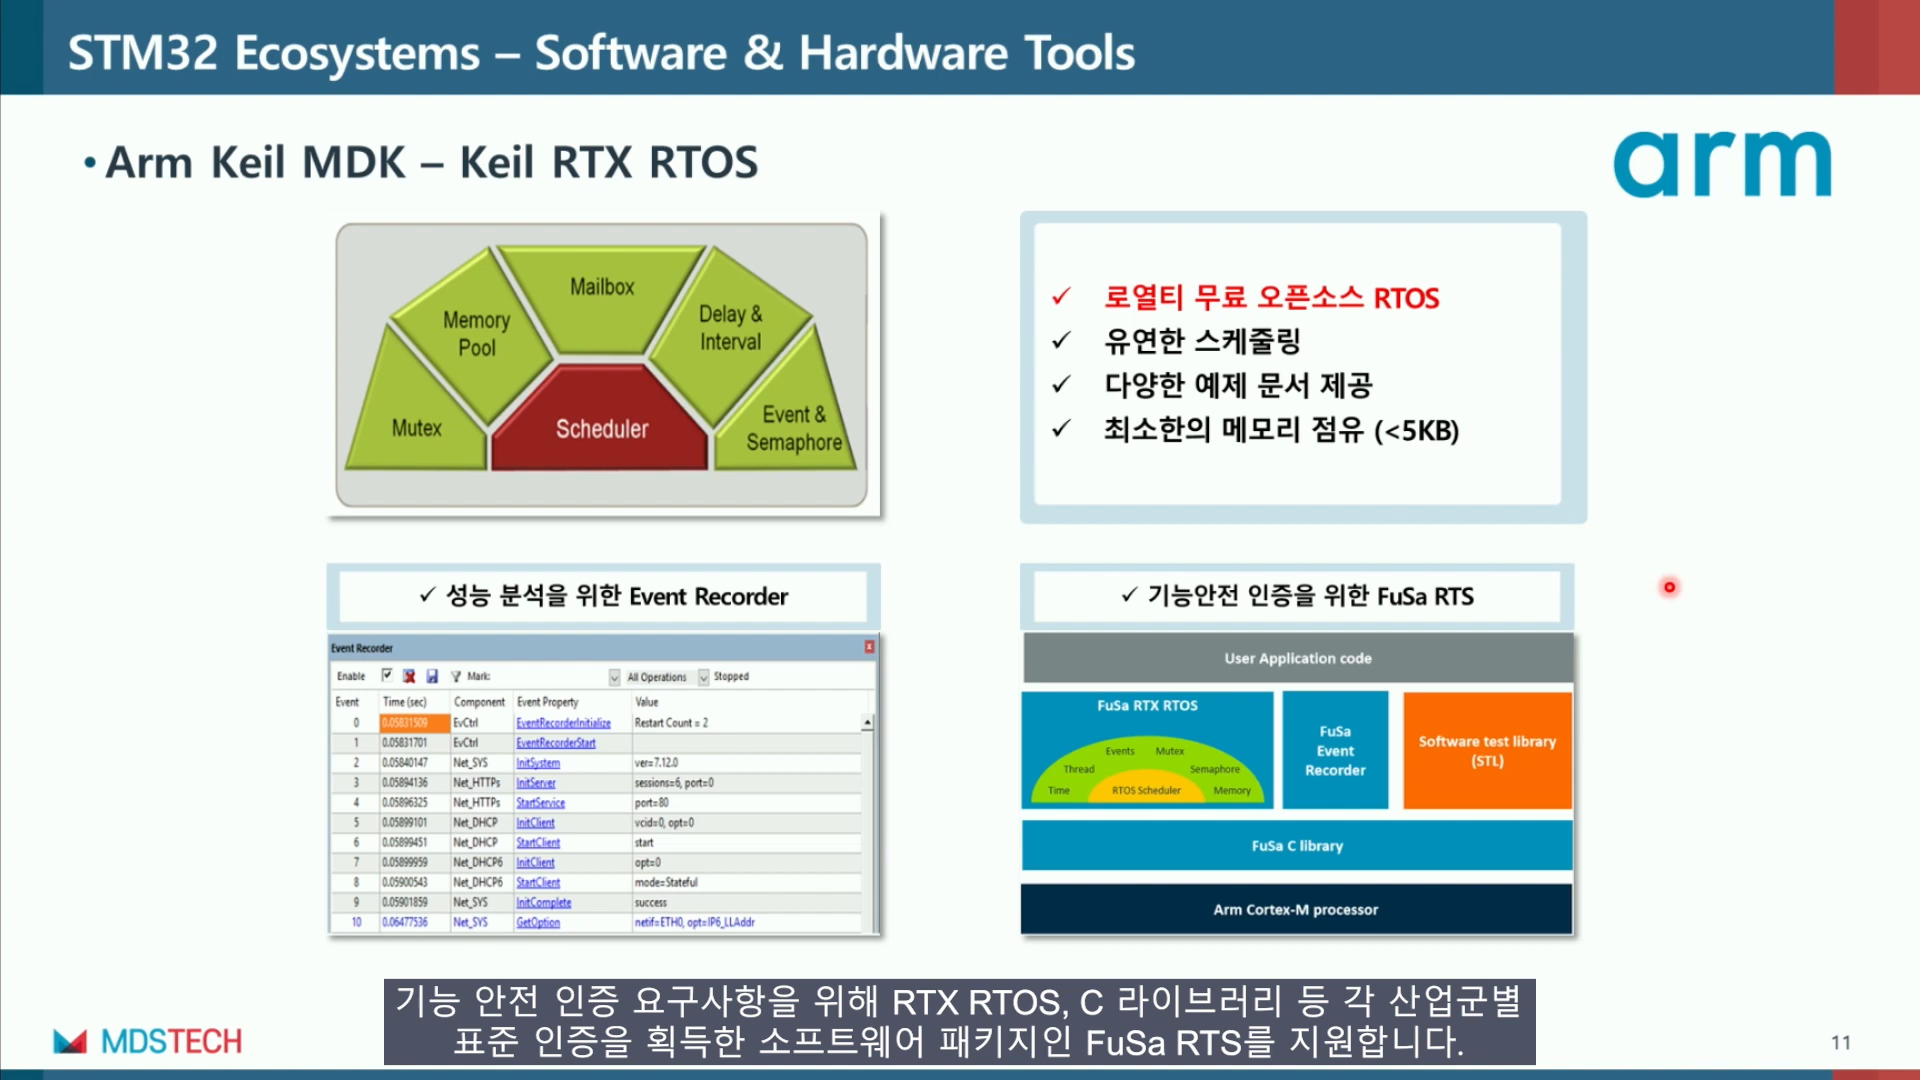 STM32 Ecosystems – Software & Hardware Tools
• Arm Keil MDK – Keil RTX RTOS
arm
Mailbox
Memory
Pool
Delay &
Interval
Mutex
Scheduler
Event &
Semaphore
✓ 로열티 무료 오픈소스 RTOS
✓ 유연한 스케줄링
✓ 다양한 예제 문서 제공
✓ 최소한의 메모리 점유 (<5KB)
✓ 성능 분석을 위한 Event Recorder
Event Recorder
Enable Mark: All Operations Stopped
Event Time (sec) Component Event Property Value
0 0.05831509 EvCtrl EventRecorderInitialize Restart Count = 2
1 0.05831701 EvCtrl EventRecorderStart
2 0.05840147 Net_SYS InitSystem ver=7.12.0
3 0.05894136 Net_HTTPs InitServer sessions=6, port=0
4 0.05896325 Net_HTTPs StartService port=80
5 0.05899101 Net_DHCP InitClient vcid=0, opt=0
6 0.05899451 Net_DHCP StartClient start
7 0.05899959 Net_DHCP6 InitClient opt=0
8 0.05900543 Net_DHCP6 StartClient mode=Stateful
9 0.05901859 Net_SYS InitComplete success
10 0.06477536 Net_SYS GetOption netif=ETH0, opt=IP6_LLAddr
✓ 기능안전 인증을 위한 FuSa RTS
User Application code
FuSa RTX RTOS
Events Mutex
Thread Semaphore
Time RTOS Scheduler Memory
FuSa
Event
Recorder
Software test library
(STL)
FuSa C library
Arm Cortex-M processor
기능 안전 인증 요구사항을 위해 RTX RTOS, C 라이브러리 등 각 산업군별
표준 인증을 획득한 소프트웨어 패키지인 FuSa RTS를 지원합니다.
MDSTECH
11